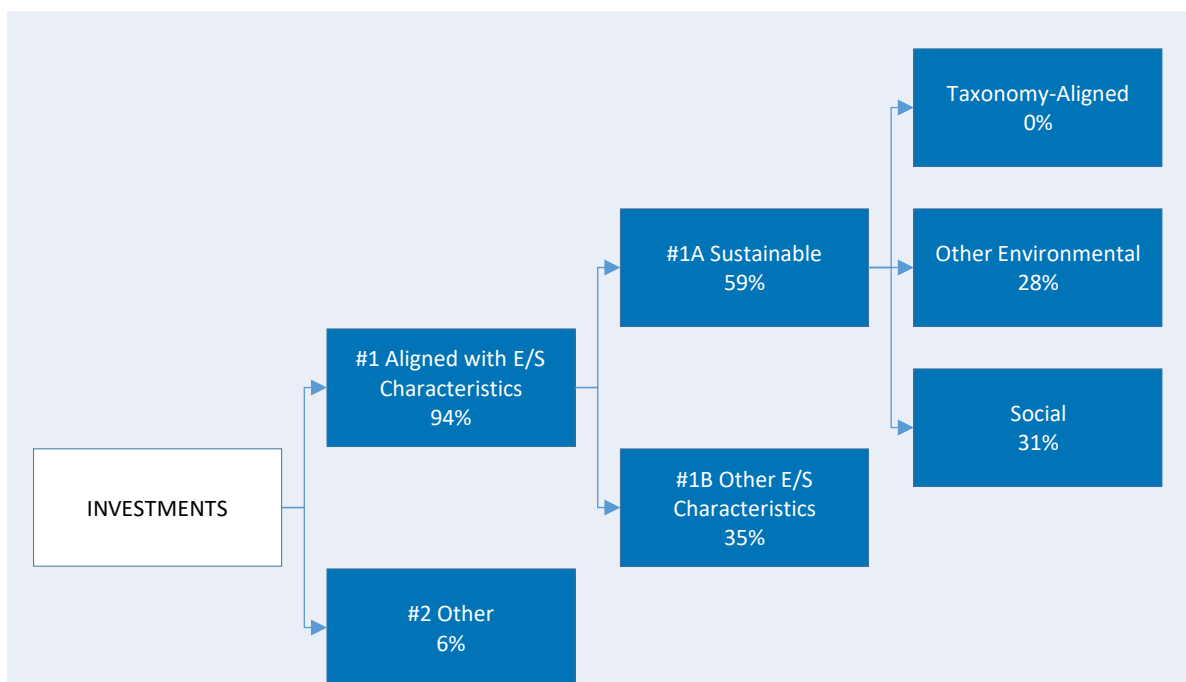 INVESTMENTS
#1 Aligned with E/S
Characteristics
94%
#2 Other
6%
#1A Sustainable
59%
#1B Other E/S
Characteristics
35%
Taxonomy-Aligned
0%
Other Environmental
28%
Social
31%